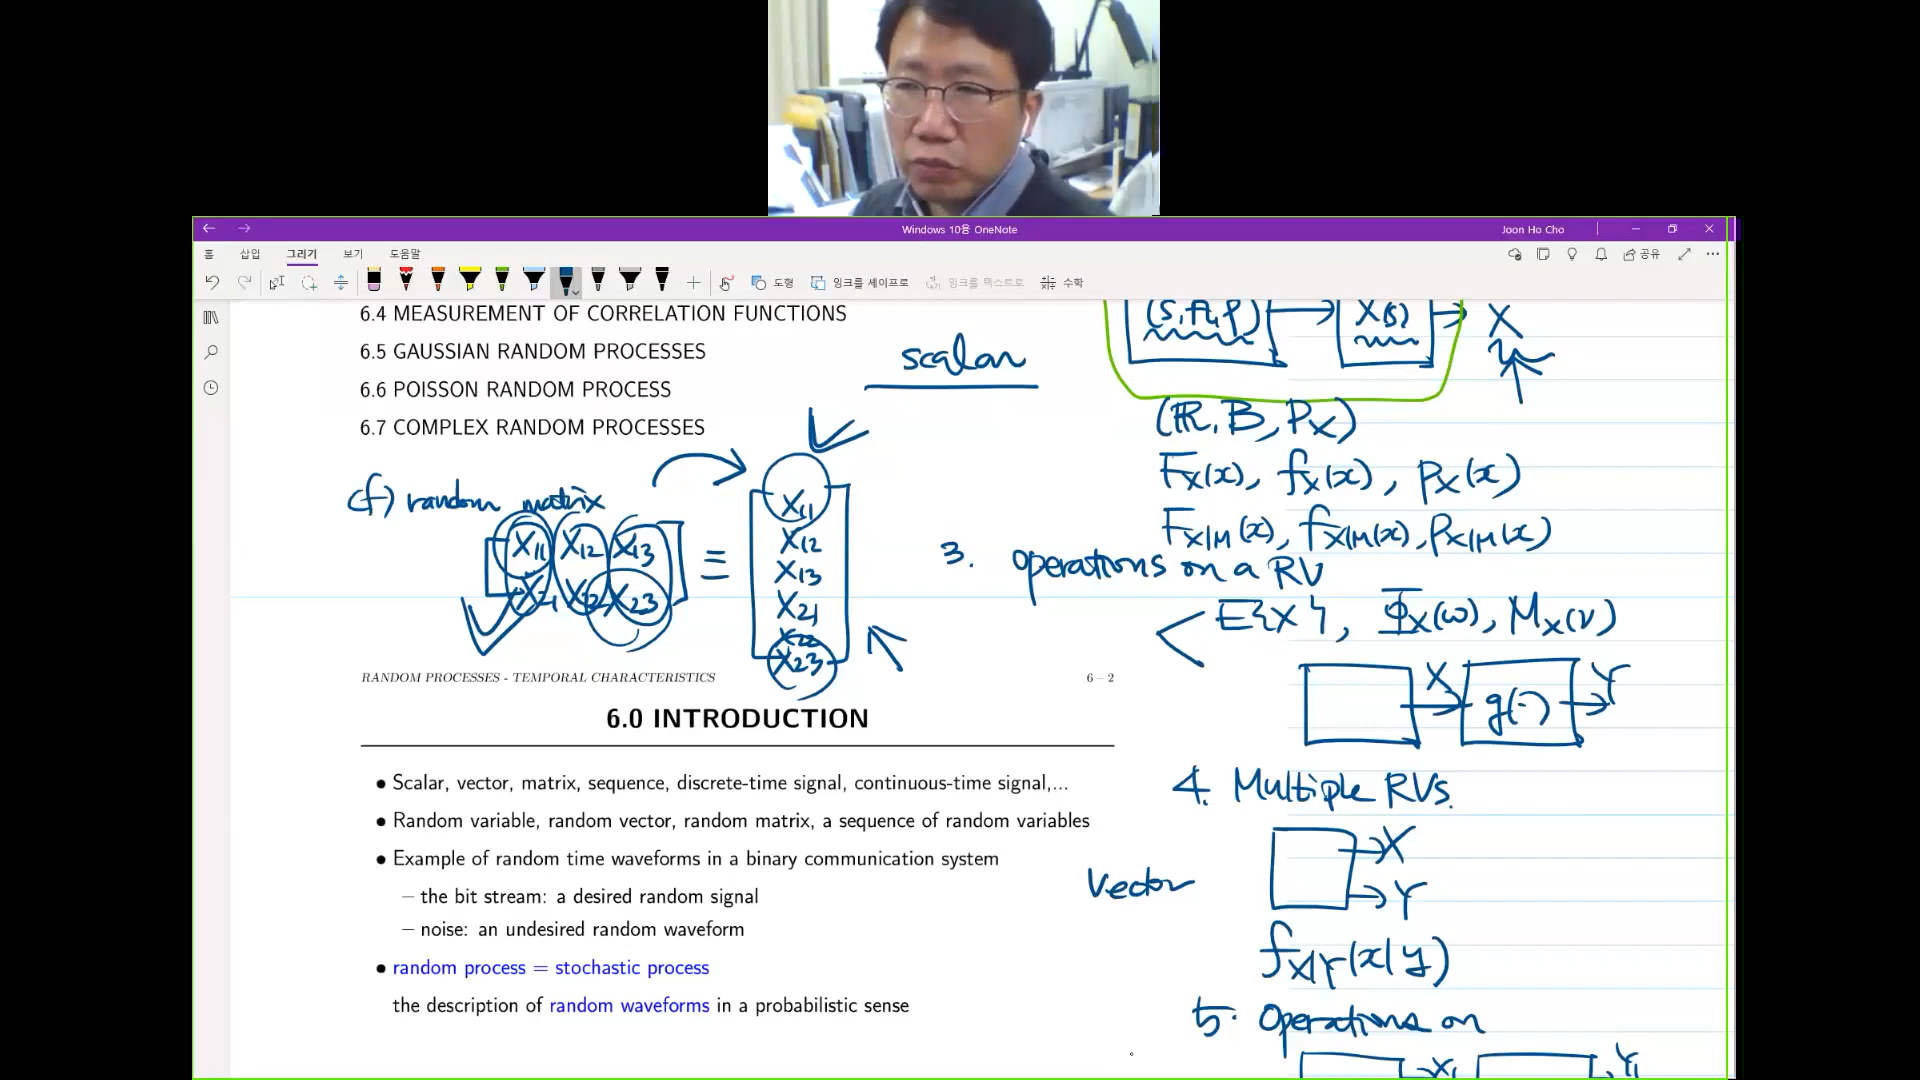 Windows 10용 OneNote
Joon Ho Cho
홈 삽입 그리기 보기 도움말
공유
도형 잉크를 셰이프로 잉크를 텍스트로 수학
6.4 MEASUREMENT OF CORRELATION FUNCTIONS
6.5 GAUSSIAN RANDOM PROCESSES
6.6 POISSON RANDOM PROCESS
6.7 COMPLEX RANDOM PROCESSES
scalar
(cf) random matrix
X11 X12 X13
X22 X23
≡
X11
X12
X13
X21
X22
X23
RANDOM PROCESSES - TEMPORAL CHARACTERISTICS 6 – 2
6.0 INTRODUCTION
● Scalar, vector, matrix, sequence, discrete-time signal, continuous-time signal,...
● Random variable, random vector, random matrix, a sequence of random variables
● Example of random time waveforms in a binary communication system
– the bit stream: a desired random signal
– noise: an undesired random waveform
● random process = stochastic process
the description of random waveforms in a probabilistic sense
X(s) X
(ℝ, B, PX)
FX(x), fX(x), pX(x)
FX|M(x), fX|M(x), pX|M(x)
3. operations on a RV
E{X}, ΦX(ω), MX(ν)
X g(·) Y
4. Multiple RVs.
X
Vector
Y
fX|Y(x|y)
5. Operations on
X1 Y1